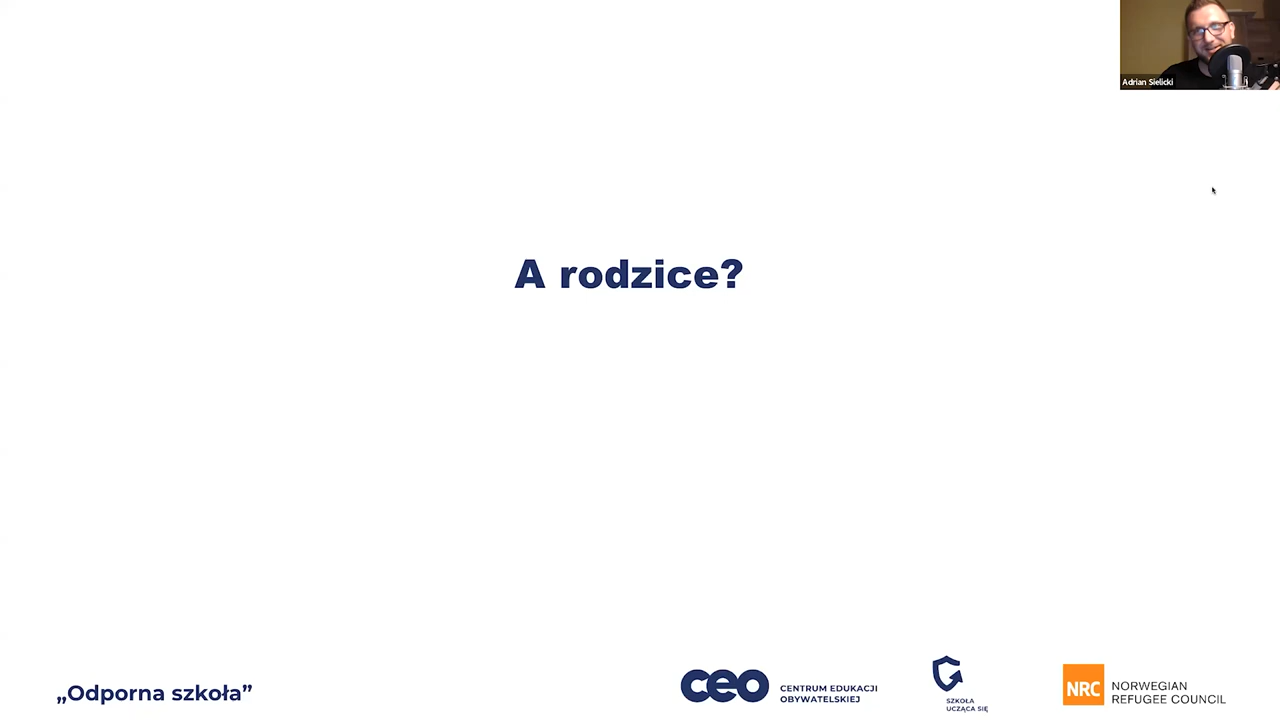 Adrian Sielicki
A rodzice?
„Odporna szkoła”
ceo
CENTRUM EDUKACJI
OBYWATELSKIEJ
SZKOŁA
UCZĄCA SIĘ
NRC
NORWEGIAN
REFUGEE COUNCIL